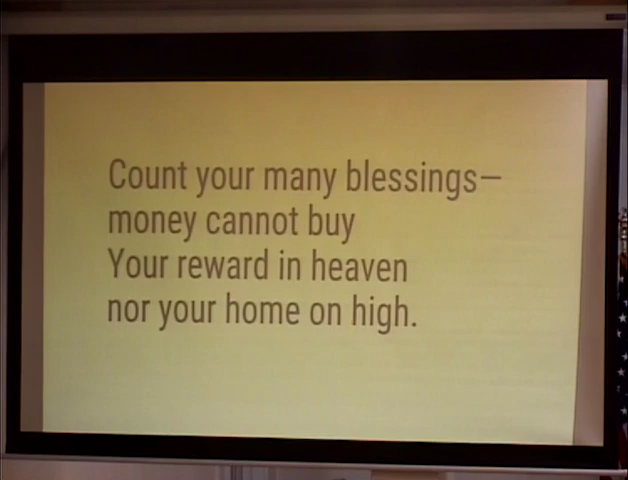 Count your many blessings—
money cannot buy
Your reward in heaven
nor your home on high.